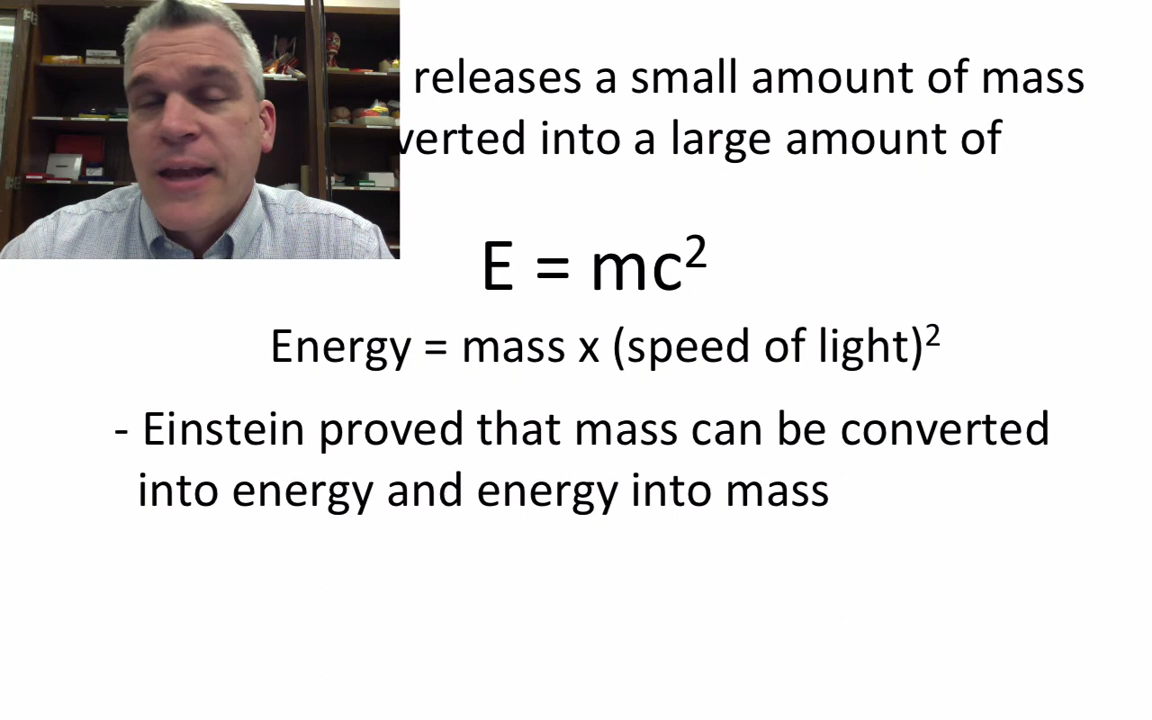 releases a small amount of mass
verted into a large amount of
E = mc²
Energy = mass x (speed of light)²
- Einstein proved that mass can be converted
into energy and energy into mass